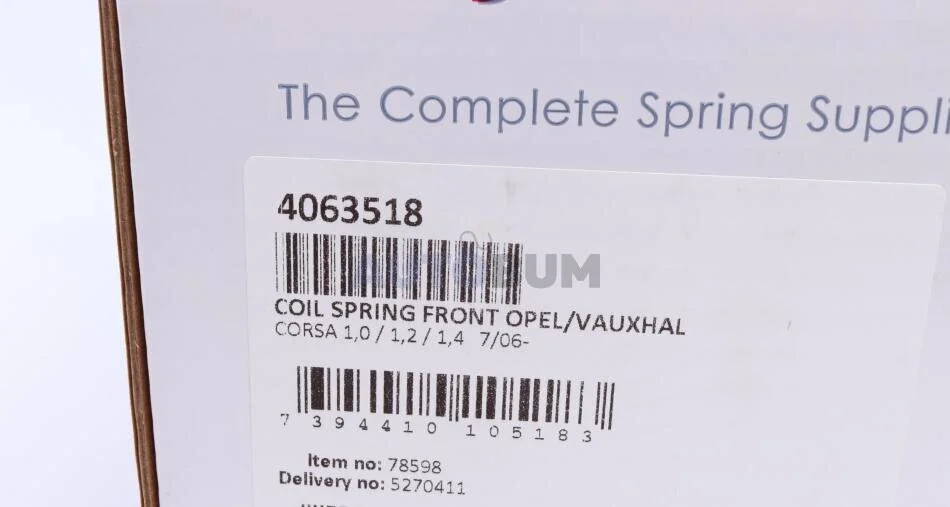 The Complete Spring
4063518
AUTOBUM
COIL SPRING FRONT OPEL/VAUXHAL
CORSA 1,0 / 1,2 / 1,4 7/06-
7 394410 105183
Item no: 78598
Delivery no: 5270411